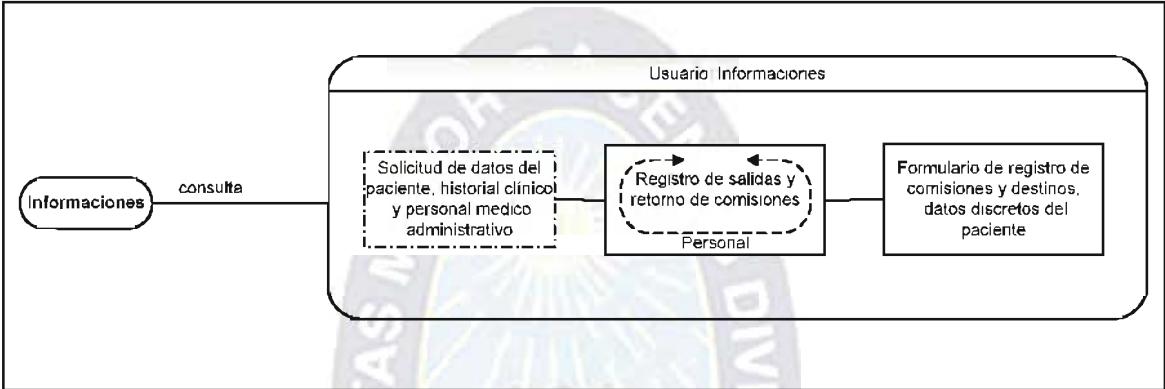 Usuario Informaciones
Informaciones
consulta
Solicitud de datos del
paciente, historial clínico
y personal medico
administrativo
Registro de salidas y
retorno de comisiones
Personal
Formulario de registro de
comisiones y destinos,
datos discretos del
paciente